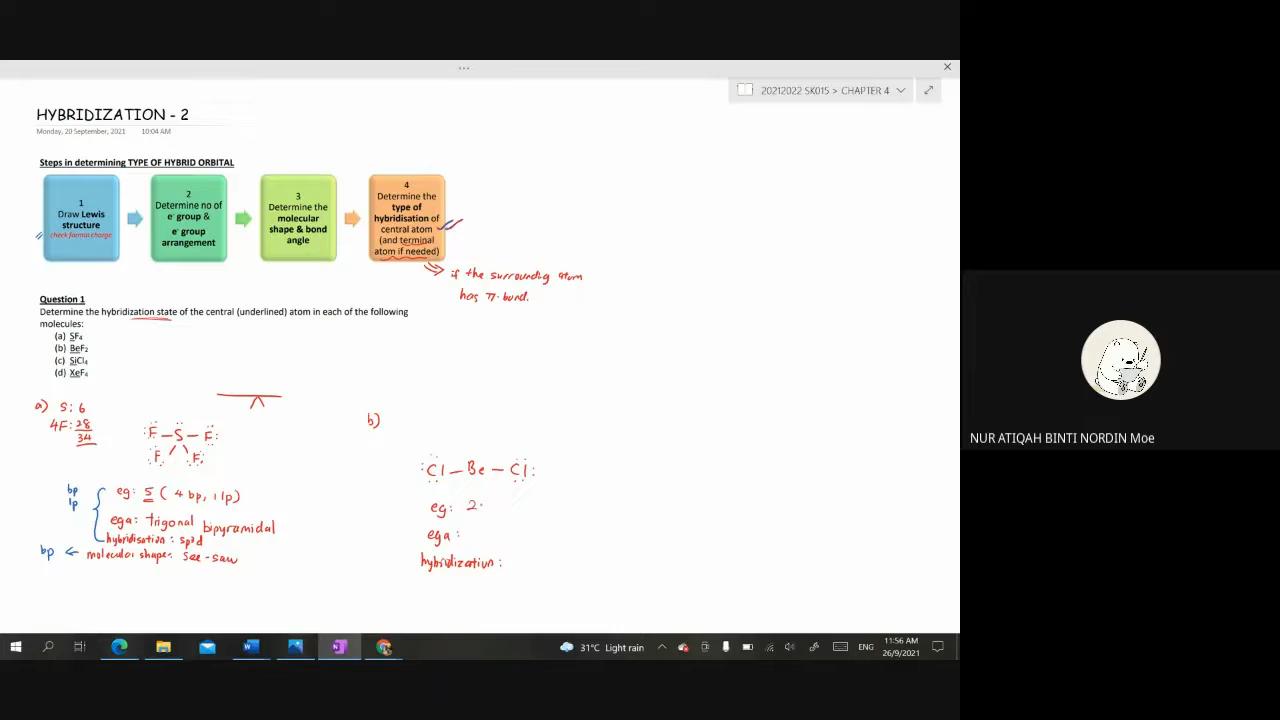 20212022 SK015 > CHAPTER 4
HYBRIDIZATION - 2
Monday, 20 September, 2021 10:04 AM
Steps in determining TYPE OF HYBRID ORBITAL
1
Draw Lewis
structure
check formal charge
2
Determine no of
e- group &
e- group
arrangement
3
Determine the
molecular
shape & bond
angle
4
Determine the
type of
hybridisation of
central atom
(and terminal
atom if needed)
if the surrounding atom
has π-bond.
Question 1
Determine the hybridization state of the central (underlined) atom in each of the following
molecules:
(a) SF₄
(b) BeF₂
(c) SiCl₄
(d) XeF₄
a) S: 6
4F: 28
34
F — S — F
F F
bp
lp
eg: 5 ( 4 bp, 1 lp)
ega: trigonal bipyramidal
hybridisation: sp³d
bp ← molecular shape: see-saw
b)
:Cl — Be — Cl:
eg: 2
ega:
hybridization:
NUR ATIQAH BINTI NORDIN Moe
31°C Light rain
ENG
11:56 AM
26/9/2021